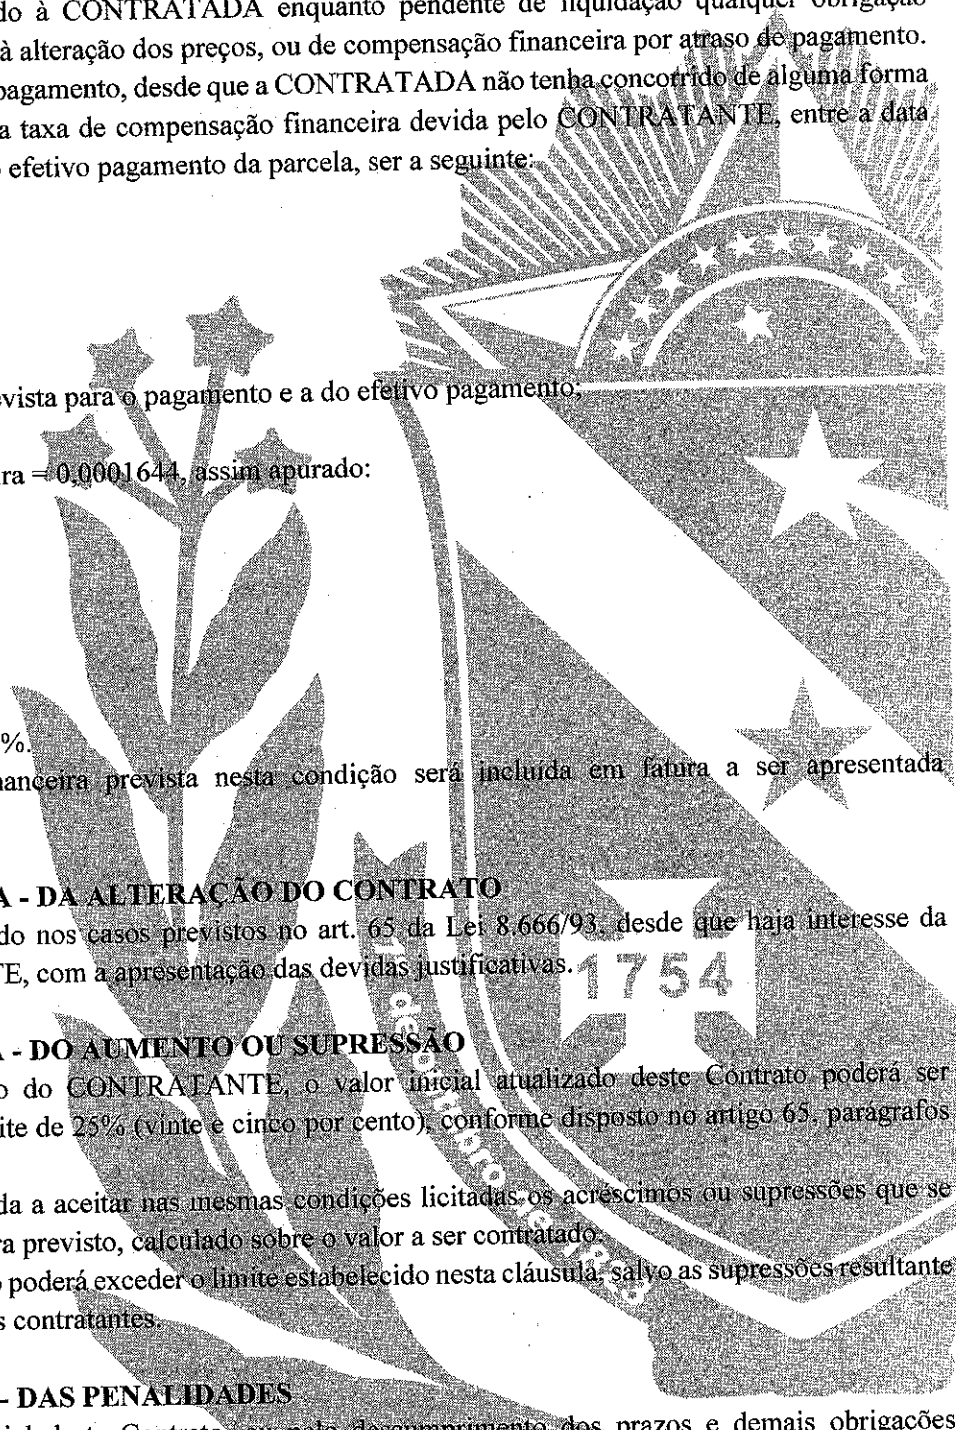 do à CONTRATADA enquanto pendente de liquidação qualquer obrigação
à alteração dos preços, ou de compensação financeira por atraso de pagamento.
pagamento, desde que a CONTRATADA não tenha concorrido de alguma forma
a taxa de compensação financeira devida pelo CONTRATANTE, entre a data
efetivo pagamento da parcela, ser a seguinte:
evista para o pagamento e a do efetivo pagamento;
ira = 0,0001644, assim apurado:
%.
nanceira prevista nesta condição será incluída em fatura a ser apresentada
A - DA ALTERAÇÃO DO CONTRATO
do nos casos previstos no art. 65 da Lei 8.666/93, desde que haja interesse da
TE, com a apresentação das devidas justificativas.
1754
A - DO AUMENTO OU SUPRESSÃO
o do CONTRATANTE, o valor inicial atualizado deste Contrato poderá ser
ite de 25% (vinte e cinco por cento), conforme disposto no artigo 65, parágrafos
da a aceitar nas mesmas condições licitadas os acréscimos ou supressões que se
ra previsto, calculado sobre o valor a ser contratado.
o poderá exceder o limite estabelecido nesta cláusula, salvo as supressões resultante
s contratantes.
- DAS PENALIDADES
deste Contrato, ou pelo descumprimento dos prazos e demais obrigações